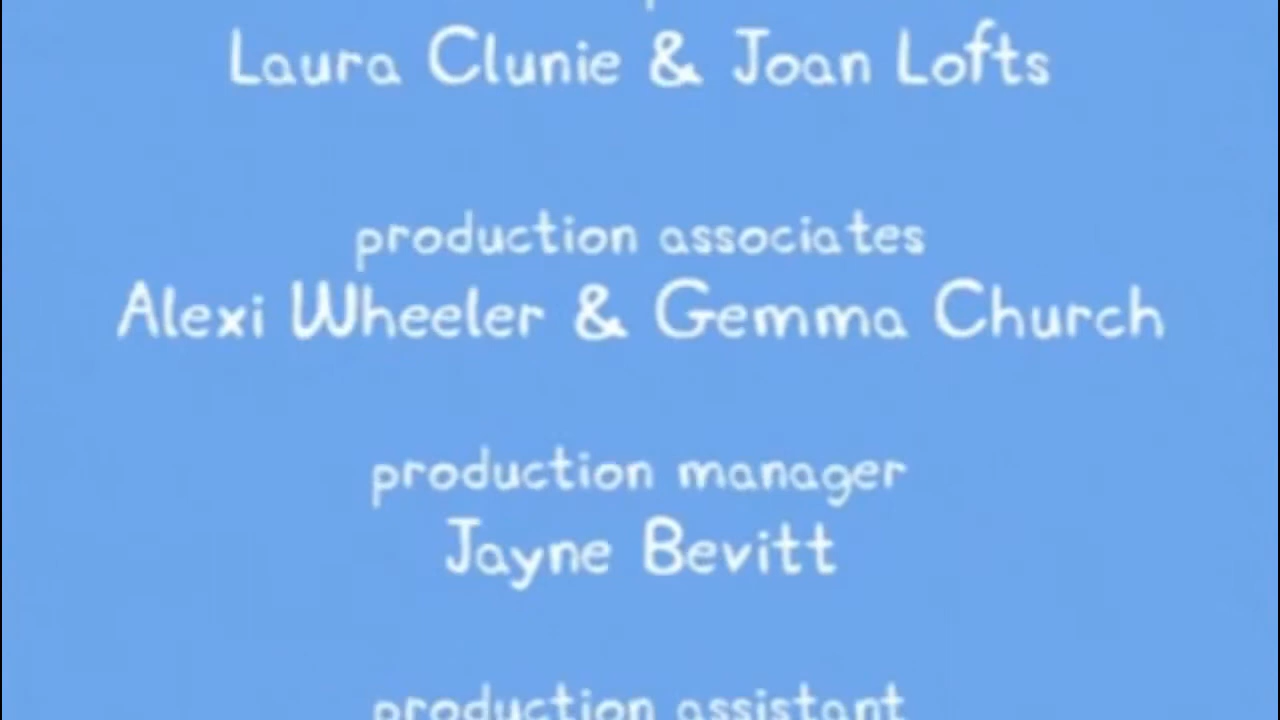 Laura Clunie & Joan Lofts
production associates
Alexi Wheeler & Gemma Church
production manager
Jayne Bevitt
production assistant